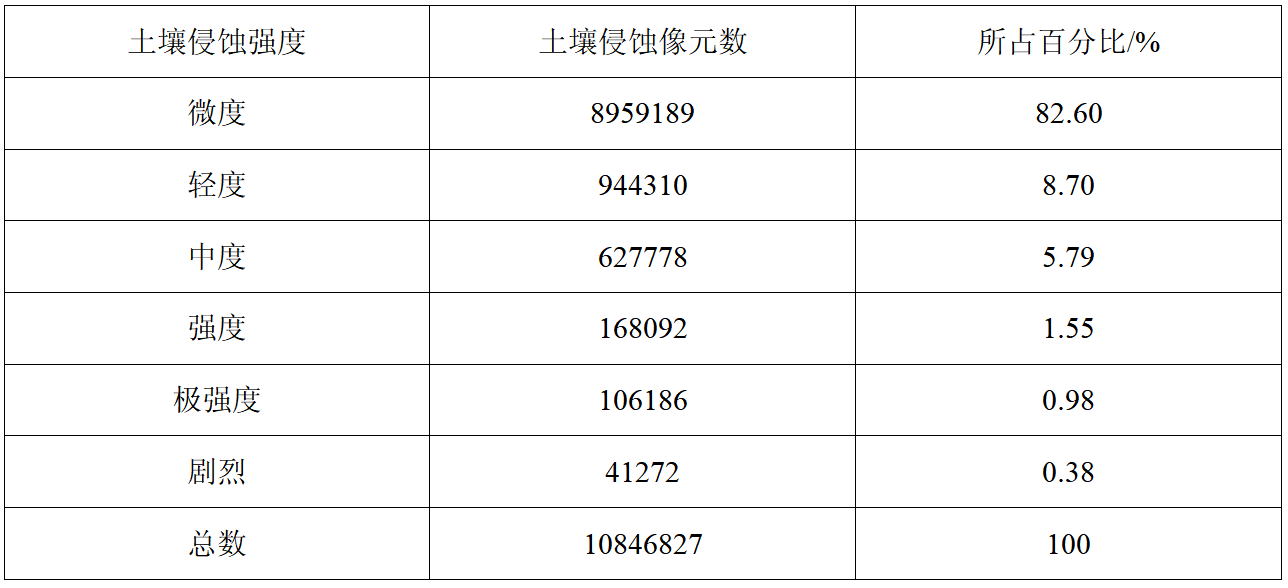 土壤侵蚀强度 土壤侵蚀像元数 所占百分比/%
微度 8959189 82.60
轻度 944310 8.70
中度 627778 5.79
强度 168092 1.55
极强度 106186 0.98
剧烈 41272 0.38
总数 10846827 100